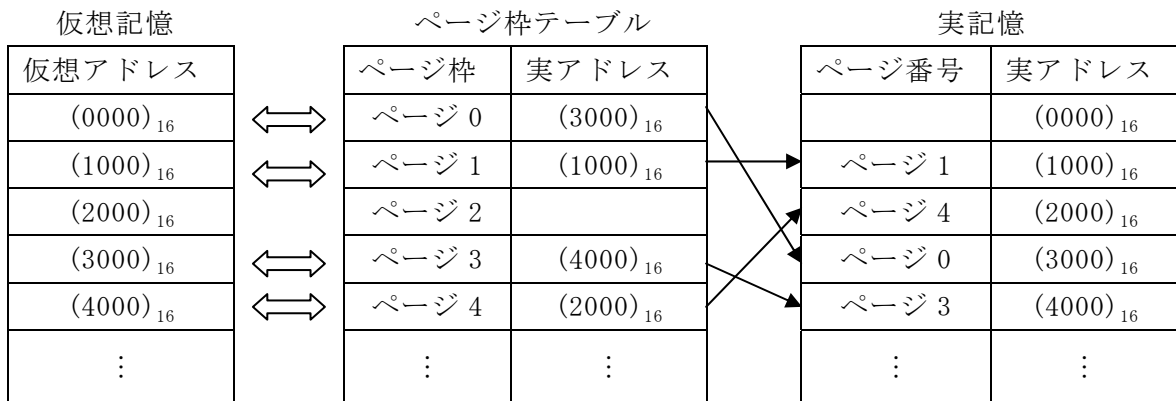 仮想記憶 ページ枠テーブル 実記憶
仮想アドレス ページ枠 実アドレス ページ番号 実アドレス
(0000)16 ページ 0 (3000)16 (0000)16
(1000)16 ページ 1 (1000)16 ページ 1 (1000)16
(2000)16 ページ 2 ページ 4 (2000)16
(3000)16 ページ 3 (4000)16 ページ 0 (3000)16
(4000)16 ページ 4 (2000)16 ページ 3 (4000)16
⋮ ⋮ ⋮ ⋮ ⋮